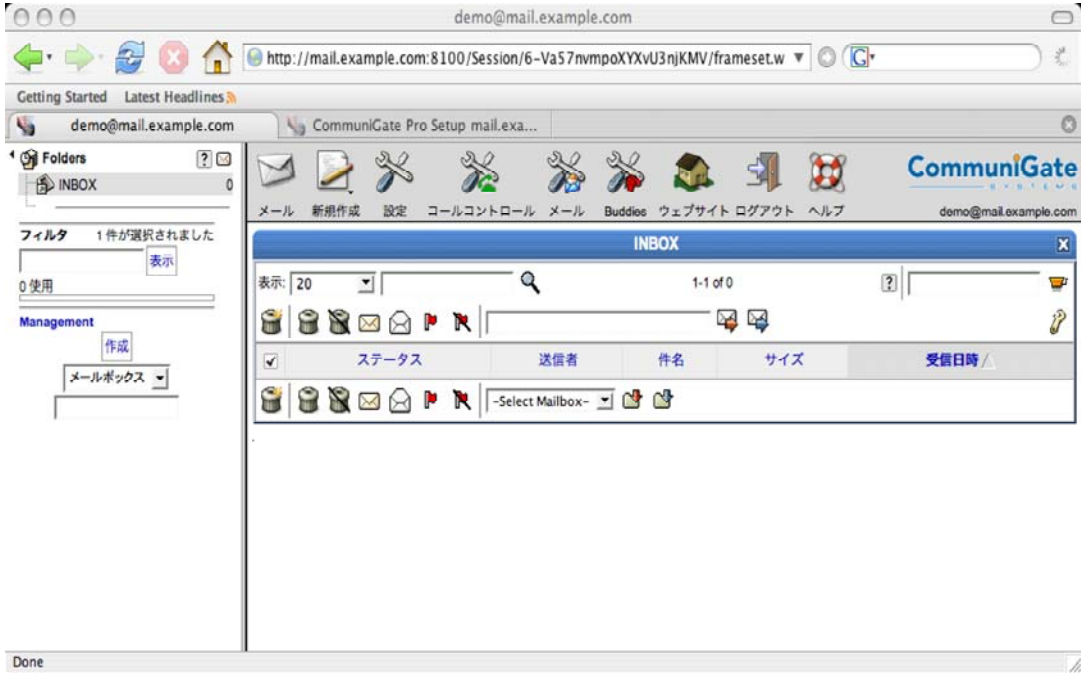 demo@mail.example.com
http://mail.example.com:8100/Session/6-Va57nvmpoXYXvU3njKMV/frameset.w
G
Getting Started Latest Headlines
demo@mail.example.com CommuniGate Pro Setup mail.exa...
Folders ?
INBOX 0
フィルタ 1 件が選択されました
表示
0 使用
Management
作成
メールボックス
メール 新規作成 設定 コールコントロール メール Buddies ウェブサイト ログアウト ヘルプ
CommuniGate
SYSTEMS
demo@mail.example.com
INBOX X
表示: 20 1-1 of 0 ?
ステータス 送信者 件名 サイズ 受信日時
-Select Mailbox-
Done